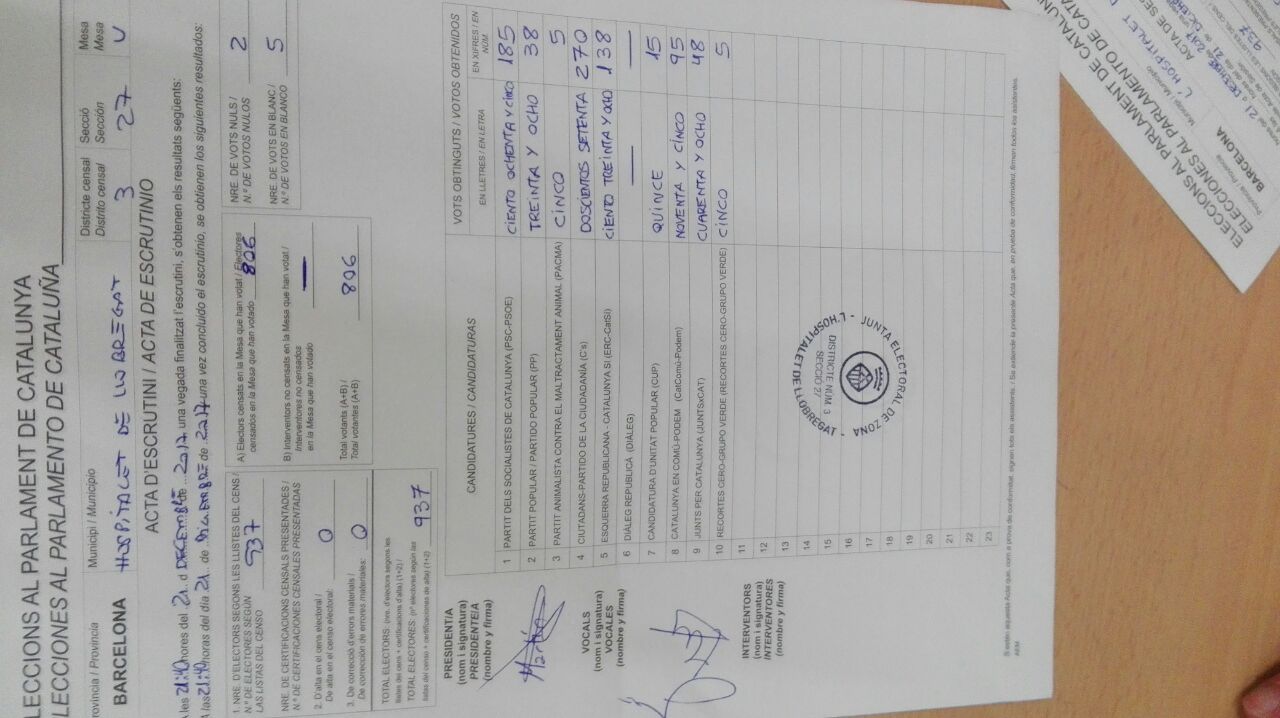 LECCIONS AL PARLAMENT DE CATALUNYA
LECCIONES AL PARLAMENTO DE CATALUÑA
rovíncia / Provincia
BARCELONA
Municipi / Municipio
HOSPITALET DE LLOBREGAT
Districte censal
Distrito censal
3
Secció
Sección
27
Mesa
Mesa
U
ACTA D'ESCRUTINI / ACTA DE ESCRUTINIO
A les 21:40 hores del 21 d DESEMBRE de 2017 una vegada finalitzat l'escrutini, s'obtenen els resultats següents:
A las 21:40 horas del día 21 de DICIEMBRE de 2017 una vez concluido el escrutinio, se obtienen los siguientes resultados:
1. NRE. D'ELECTORS SEGONS LES LLISTES DEL CENS /
N.º DE ELECTORES SEGÚN
LAS LISTAS DEL CENSO
937
NRE. DE CERTIFICACIONS CENSALS PRESENTADES /
N.º DE CERTIFICACIONES CENSALES PRESENTADAS
2. D'alta en el cens electoral /
De alta en el censo electoral:
0
3. De correcció d'errors materials /
De corrección de errores materiales:
0
TOTAL ELECTORS: (nre. d'electors segons les
llistes del cens + certificacions d'alta) (1+2) /
TOTAL ELECTORES: (nº electores según las
listas del censo + certificaciones de alta) (1+2)
937
A) Electors censats en la Mesa que han votat / Electores
censados en la Mesa que han votado
806
B) Interventors no censats en la Mesa que han votat /
Interventores no censados
en la Mesa que han votado
—
Total votants (A+B) /
Total votantes (A+B)
806
NRE. DE VOTS NULS /
N.º DE VOTOS NULOS
2
NRE. DE VOTS EN BLANC /
N.º DE VOTOS EN BLANCO
5
CANDIDATURES / CANDIDATURAS
VOTS OBTINGUTS / VOTOS OBTENIDOS
EN LLETRES / EN LETRA
EN XIFRES / EN NÚM
1 PARTIT DELS SOCIALISTES DE CATALUNYA (PSC-PSOE) CIENTO OCHENTA Y CINCO 185
2 PARTIT POPULAR / PARTIDO POPULAR (PP) TREINTA Y OCHO 38
3 PARTIT ANIMALISTA CONTRA EL MALTRACTAMENT ANIMAL (PACMA) CINCO 5
4 CIUTADANS-PARTIDO DE LA CIUDADANÍA (C's) DOSCIENTOS SETENTA 270
5 ESQUERRA REPUBLICANA - CATALUNYA SÍ (ERC-CatSí) CIENTO TREINTA Y OCHO 138
6 DIÀLEG REPUBLICÀ (DIÀLEG) — —
7 CANDIDATURA D'UNITAT POPULAR (CUP) QUINCE 15
8 CATALUNYA EN COMÚ-PODEM (CatComú-Podem) NOVENTA Y CINCO 95
9 JUNTS PER CATALUNYA (JUNTSxCAT) CUARENTA Y OCHO 48
10 RECORTES CERO-GRUPO VERDE (RECORTES CERO-GRUPO VERDE) CINCO 5
11
12
13
14
15
16
17
18
19
20
21
22
23
JUNTA ELECTORAL DE ZONA - L'HOSPITALET DE LLOBREGAT -
DISTRICTE NÚM. 3
SECCIÓ 27
PRESIDENTIA
(nom i signatura)
PRESIDENTEIA
(nombre y firma)
VOCALS
(nom i signatura)
VOCALES
(nombre y firma)
INTERVENTORS
(nom i signatura)
INTERVENTORES
(nombre y firma)
S'estén aquesta Acta que, com a prova de conformitat, signen tots els assistents. / Se extiende la presente Acta que, en prueba de conformidad, firman todos los asistentes.
ELECCIONS AL PARLAMENT DE CATALUN
ELECCIONES AL PARLAMENTO DE CATA
Província / Provincia
BARCELONA
Municipi / Municipio
L'HOSPITALET D
ACTA DE SE
937